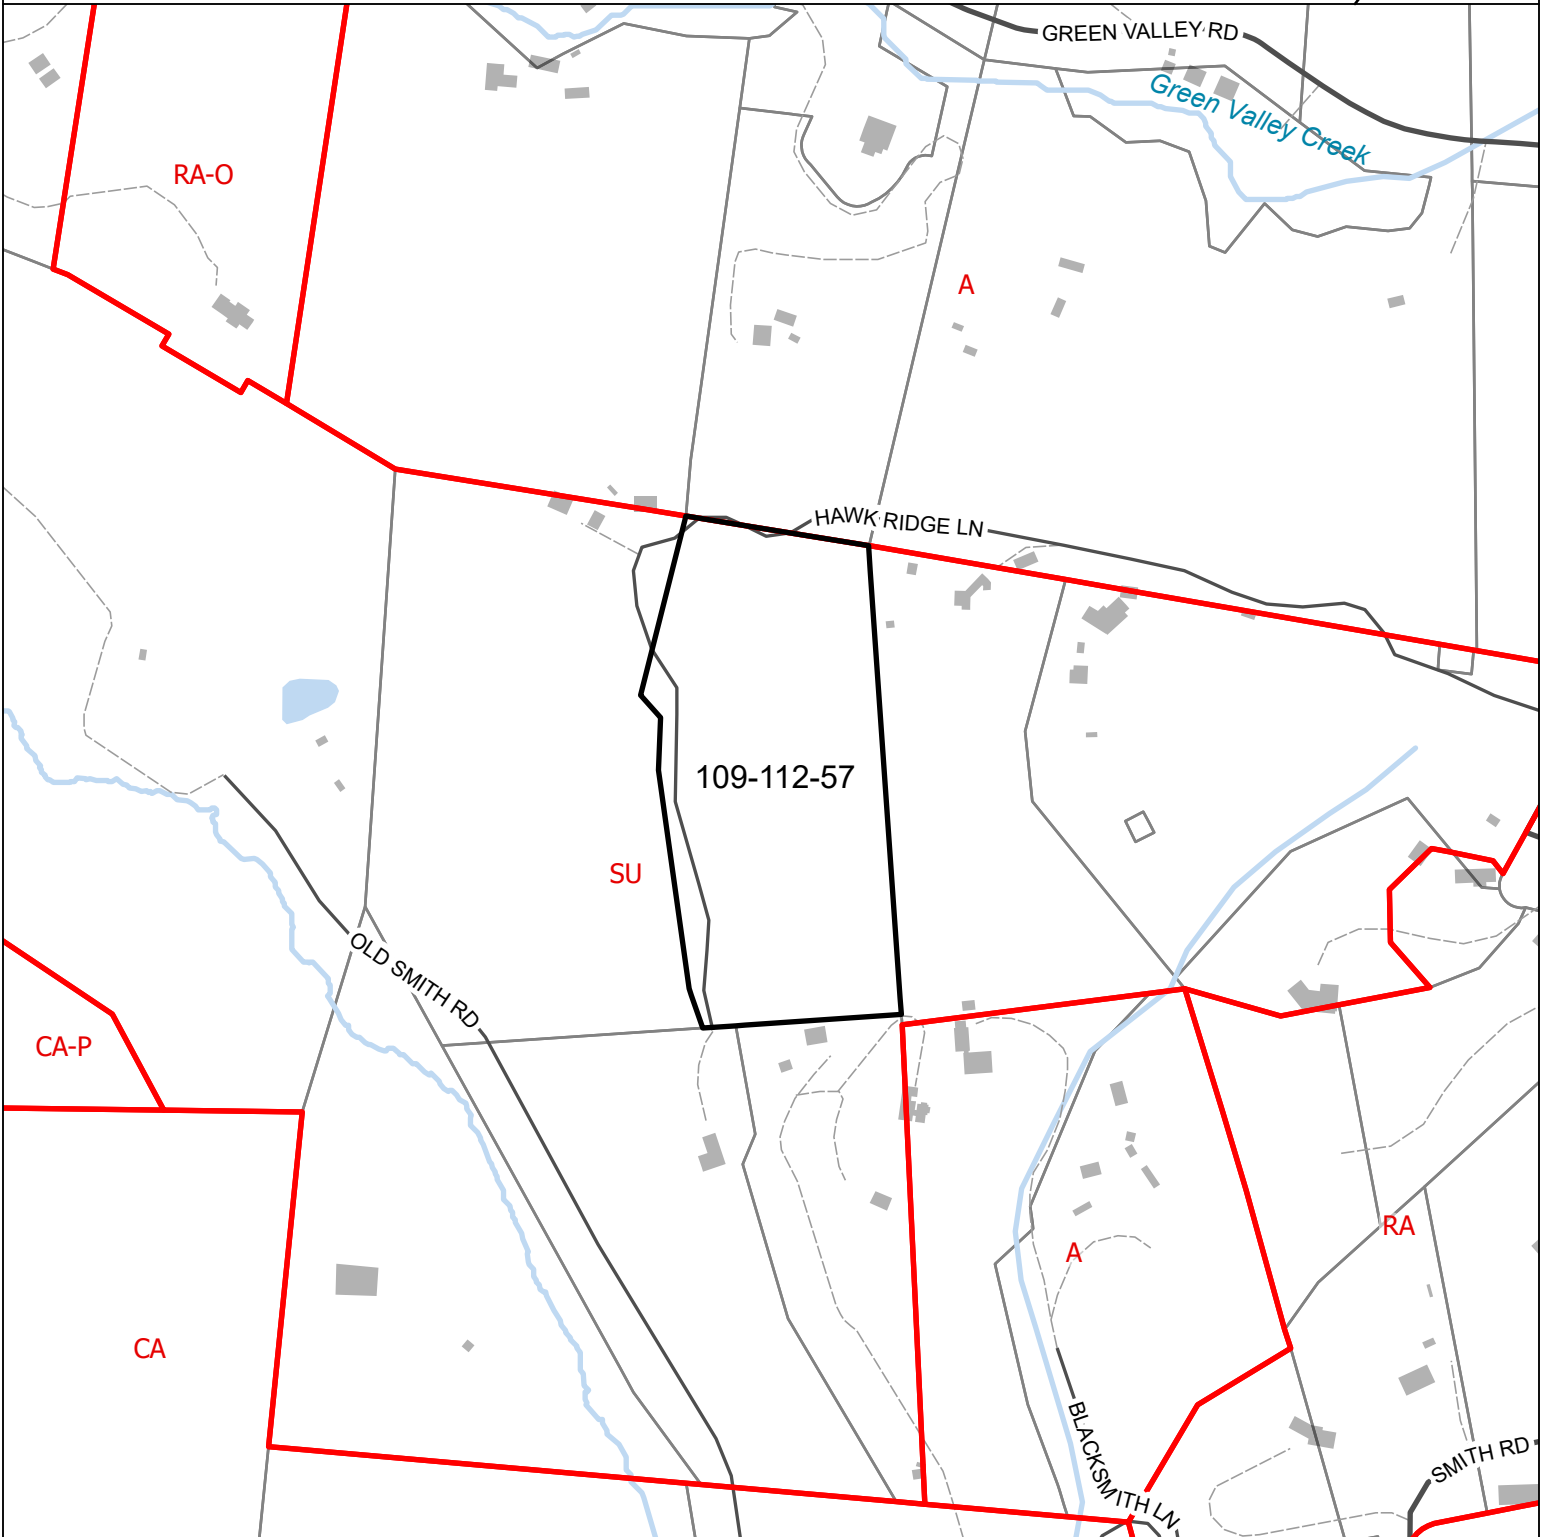 GREEN VALLEY RD
Green Valley Creek
RA-O
A
HAWK RIDGE LN
109-112-57
SU
OLD SMITH RD
CA-P
RA
A
CA
BLACKSMITH LN
SMITH RD